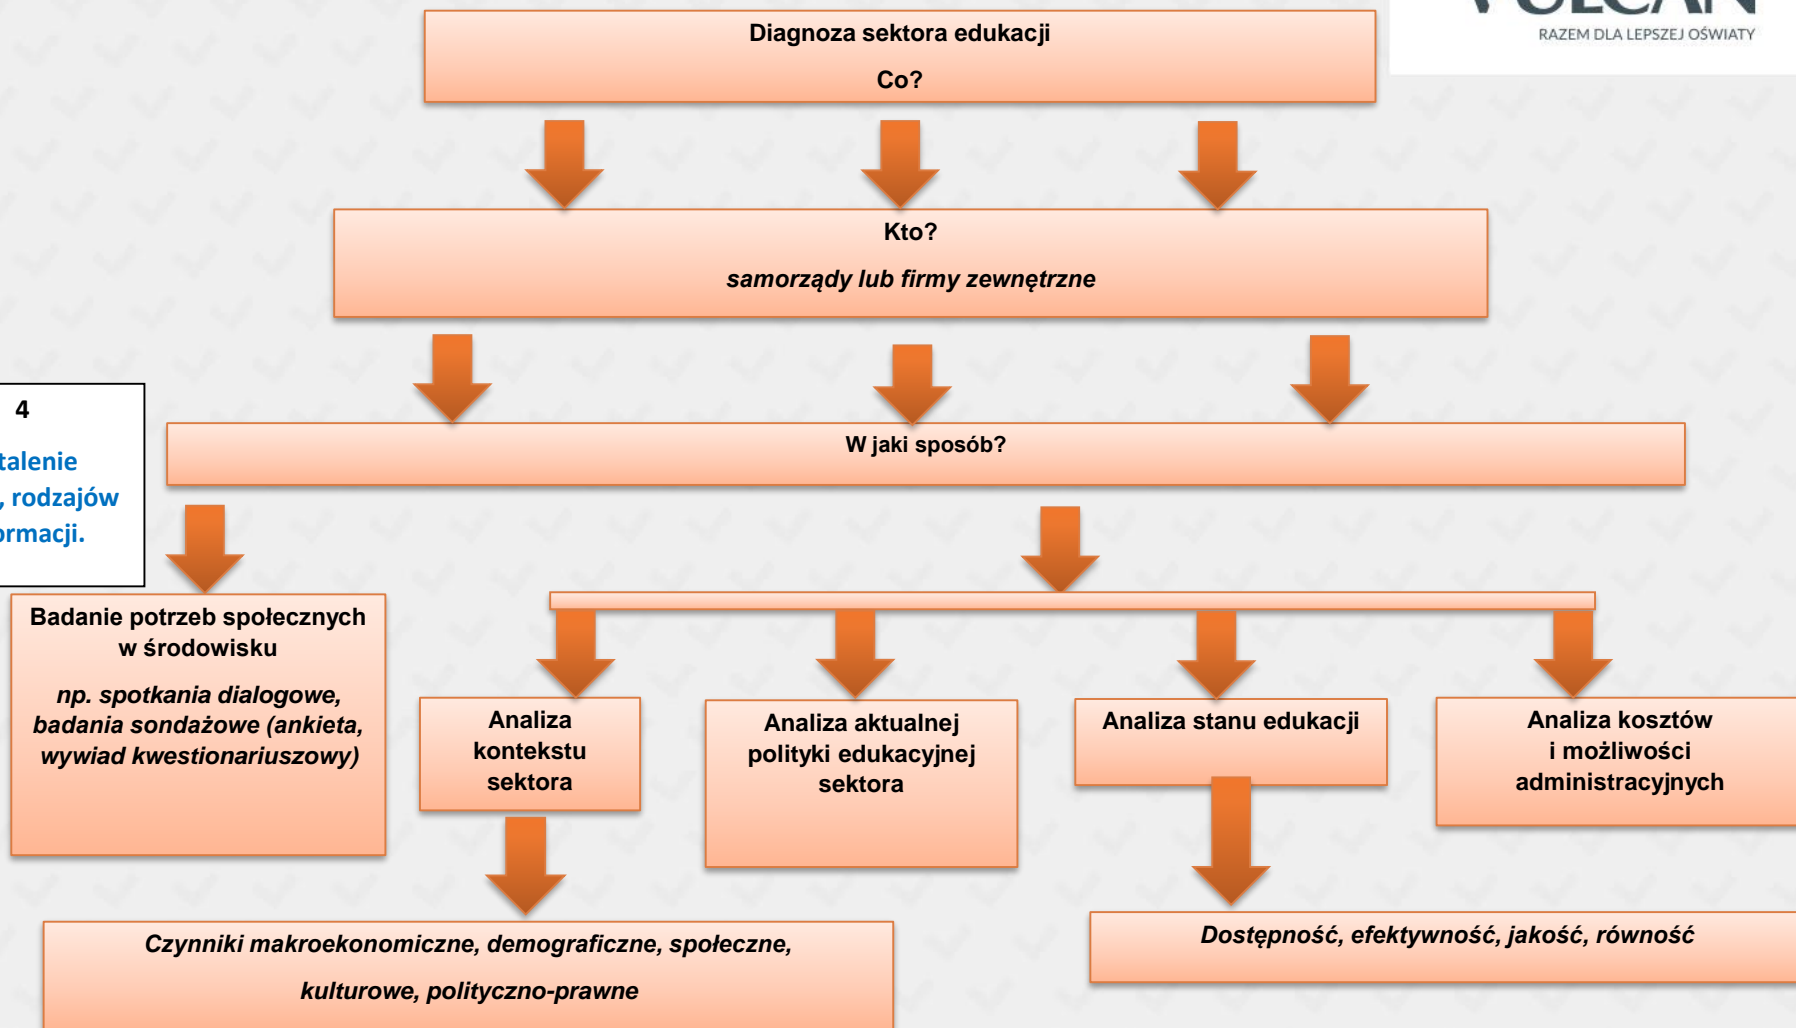 VULCAN
RAZEM DLA LEPSZEJ OŚWIATY
Diagnoza sektora edukacji
Co?
Kto?
samorządy lub firmy zewnętrzne
W jaki sposób?
4
talenie
, rodzajów
ormacji.
Badanie potrzeb społecznych
w środowisku
np. spotkania dialogowe,
badania sondażowe (ankieta,
wywiad kwestionariuszowy)
Analiza
kontekstu
sektora
Analiza aktualnej
polityki edukacyjnej
sektora
Analiza stanu edukacji
Analiza kosztów
i możliwości
administracyjnych
Czynniki makroekonomiczne, demograficzne, społeczne,
kulturowe, polityczno-prawne
Dostępność, efektywność, jakość, równość